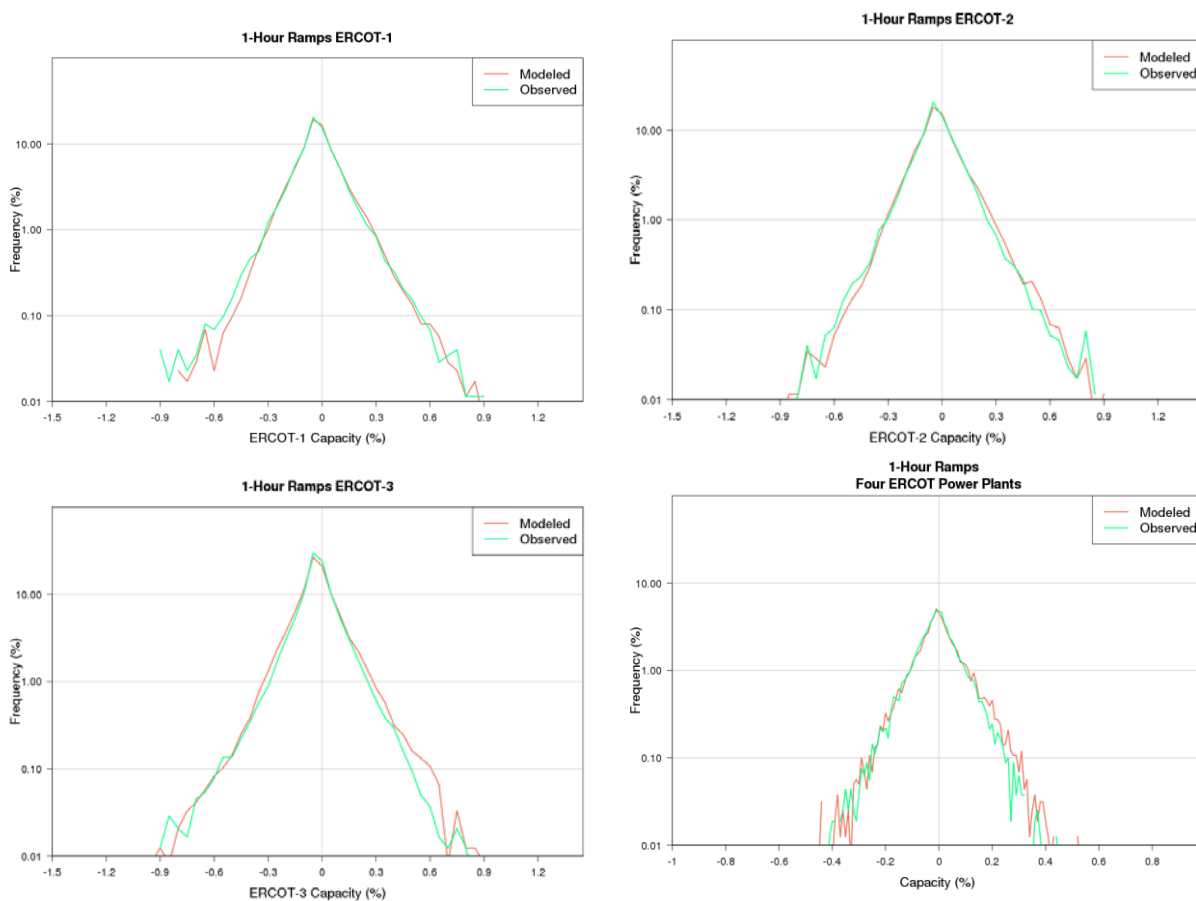 1-Hour Ramps ERCOT-1
Modeled
Observed
10.00
1.00
0.10
0.01
Frequency (%)
-1.5 -0.9 -0.6 -0.3 0 0.3 0.6 0.9 1.2
ERCOT-1 Capacity (%)
1-Hour Ramps ERCOT-2
Modeled
Observed
10.00
1.00
0.10
0.01
Frequency (%)
-1.5 -1.2 -0.9 -0.6 -0.3 0 0.3 0.6 0.9 1.2
ERCOT-2 Capacity (%)
1-Hour Ramps ERCOT-3
Modeled
Observed
10.00
1.00
0.10
0.01
Frequency (%)
-1.5 -1.2 -0.9 -0.6 -0.3 0 0.3 0.6 0.9 1.2
ERCOT-3 Capacity (%)
1-Hour Ramps
Four ERCOT Power Plants
Modeled
Observed
10.00
1.00
0.10
0.01
Frequency (%)
-1 -0.8 -0.6 -0.4 -0.2 0 0.2 0.4 0.6 0.8
Capacity (%)